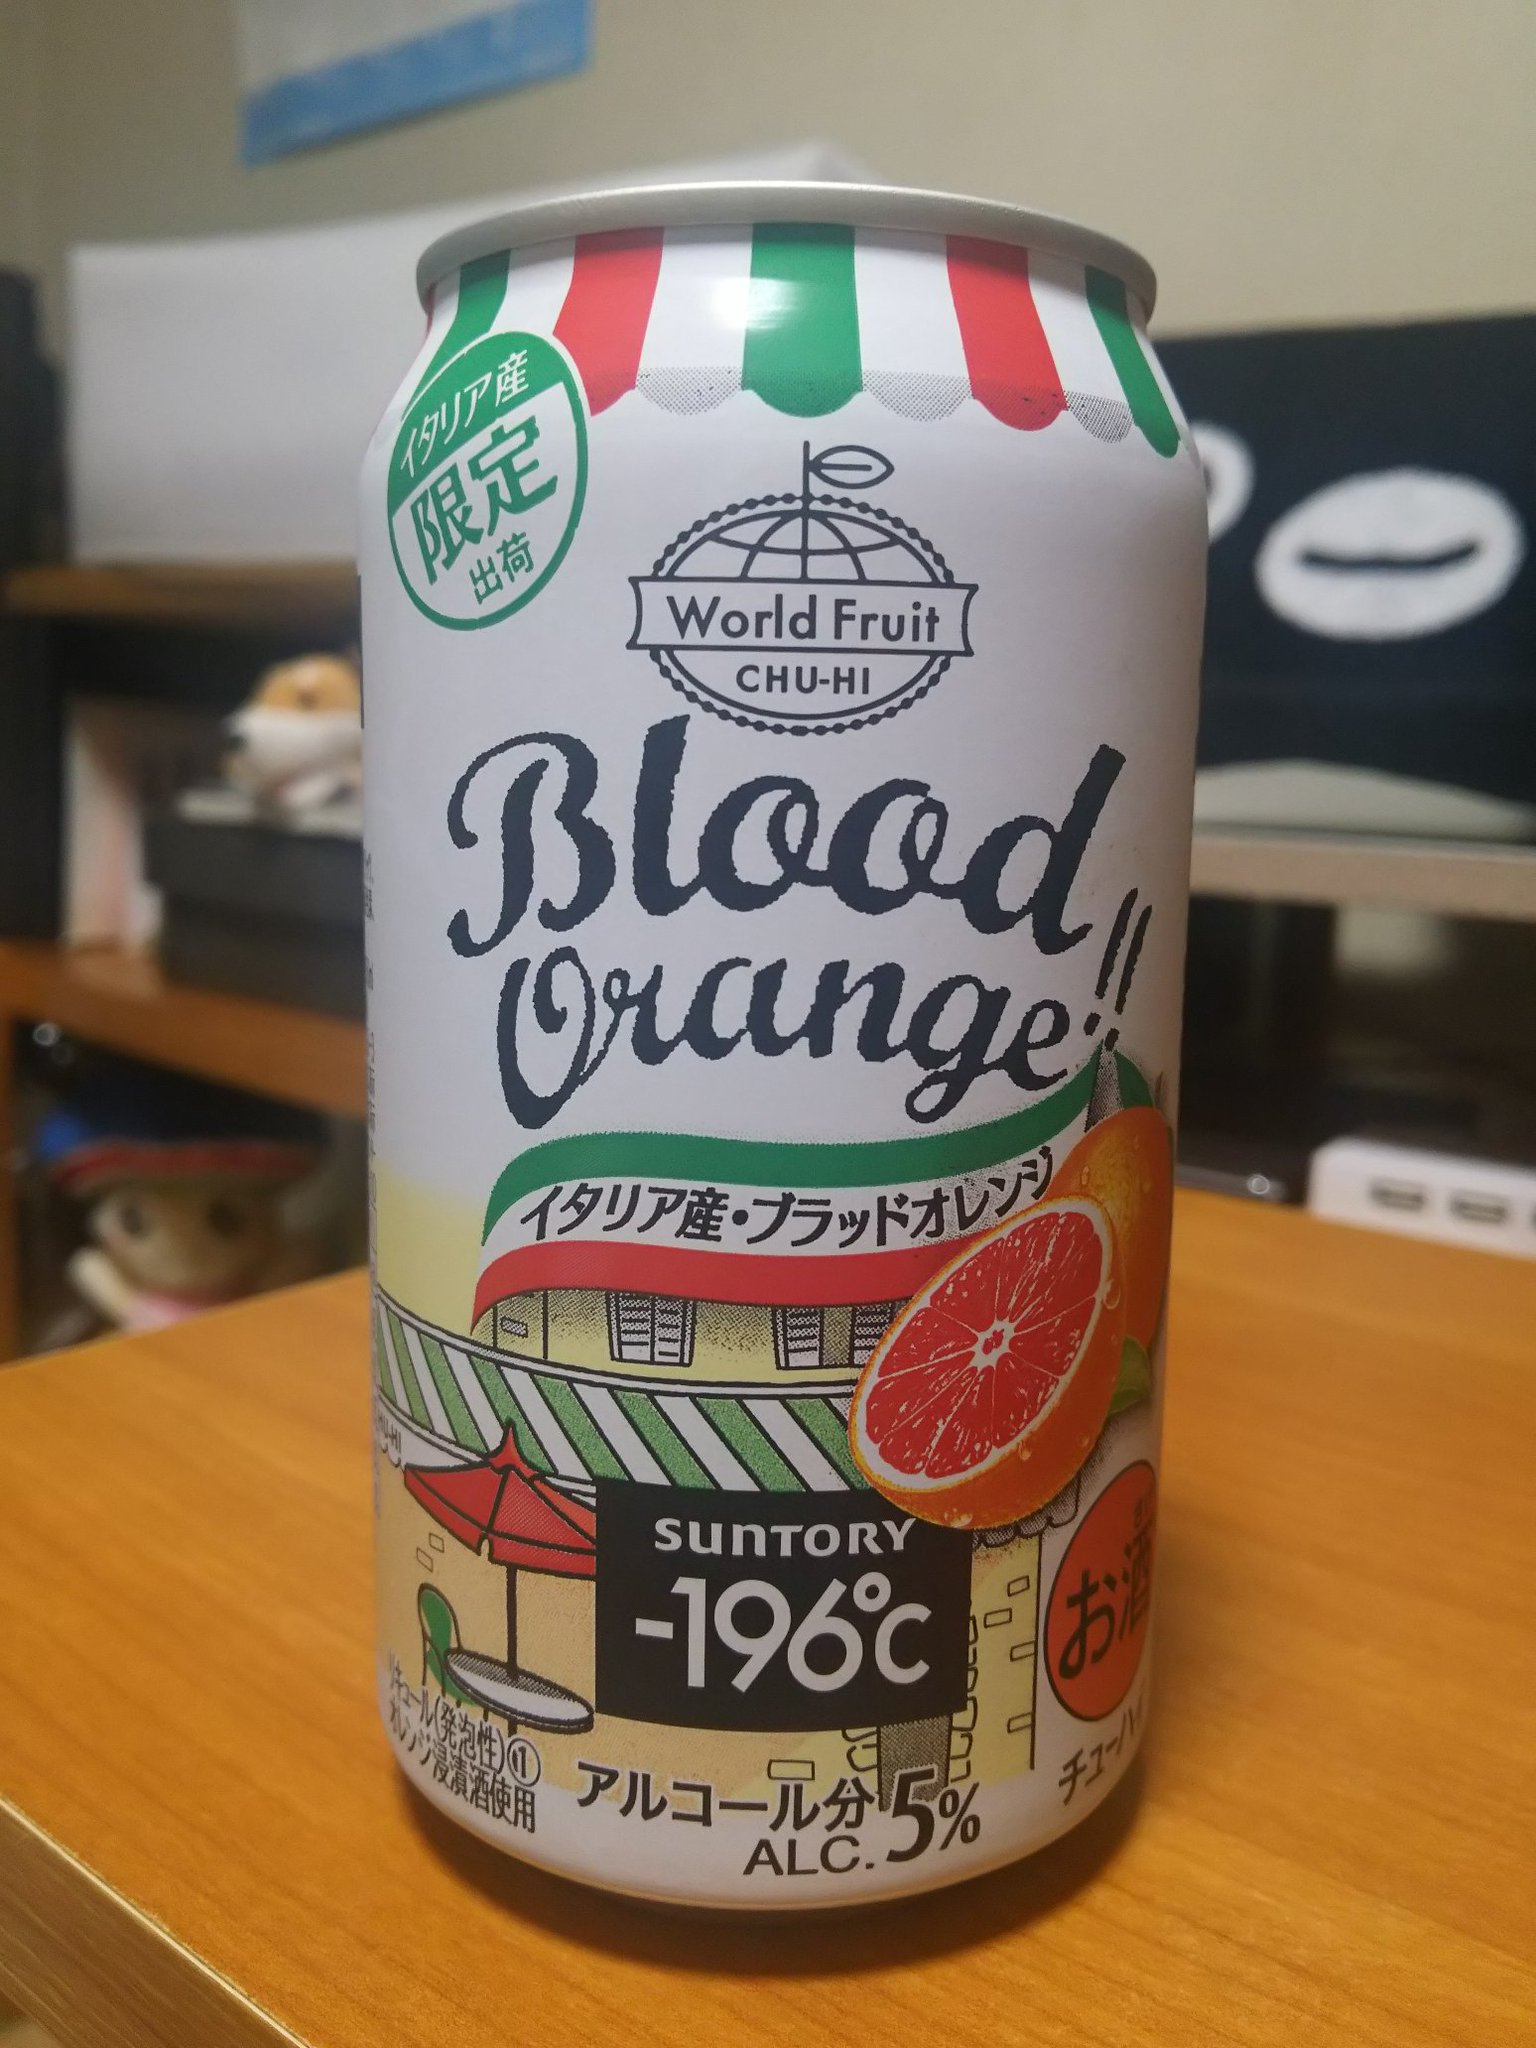 イタリア産
限定
出荷
World Fruit
CHU-HI
Blood
Orange!!
イタリア産・ブラッドオレンジ
SUNTORY
-196℃
お酒
リキュール(発泡性)①
オレンジ浸漬酒使用
アルコール分5%
ALC.
チューハイ